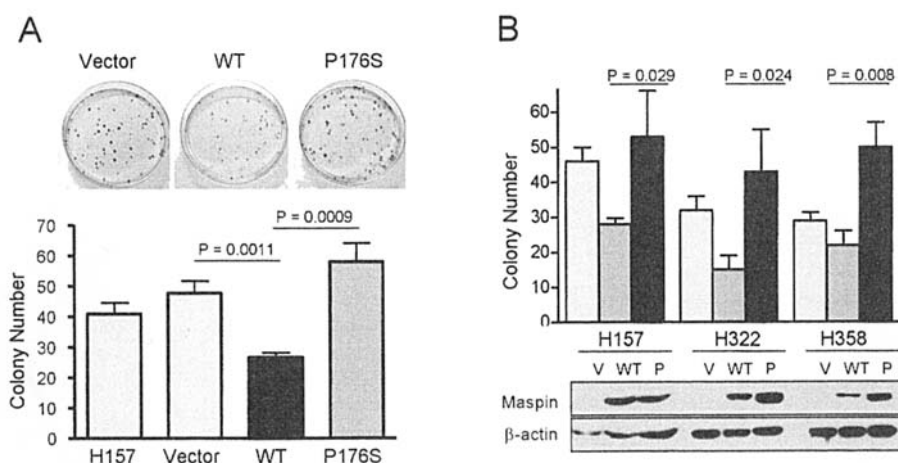 A
Vector WT P176S
P = 0.0009
P = 0.0011
Colony Number
70
60
50
40
30
20
10
0
H157 Vector WT P176S
B
P = 0.029 P = 0.024 P = 0.008
Colony Number
60
50
40
30
20
10
0
H157 H322 H358
V WT P V WT P V WT P
Maspin
β-actin